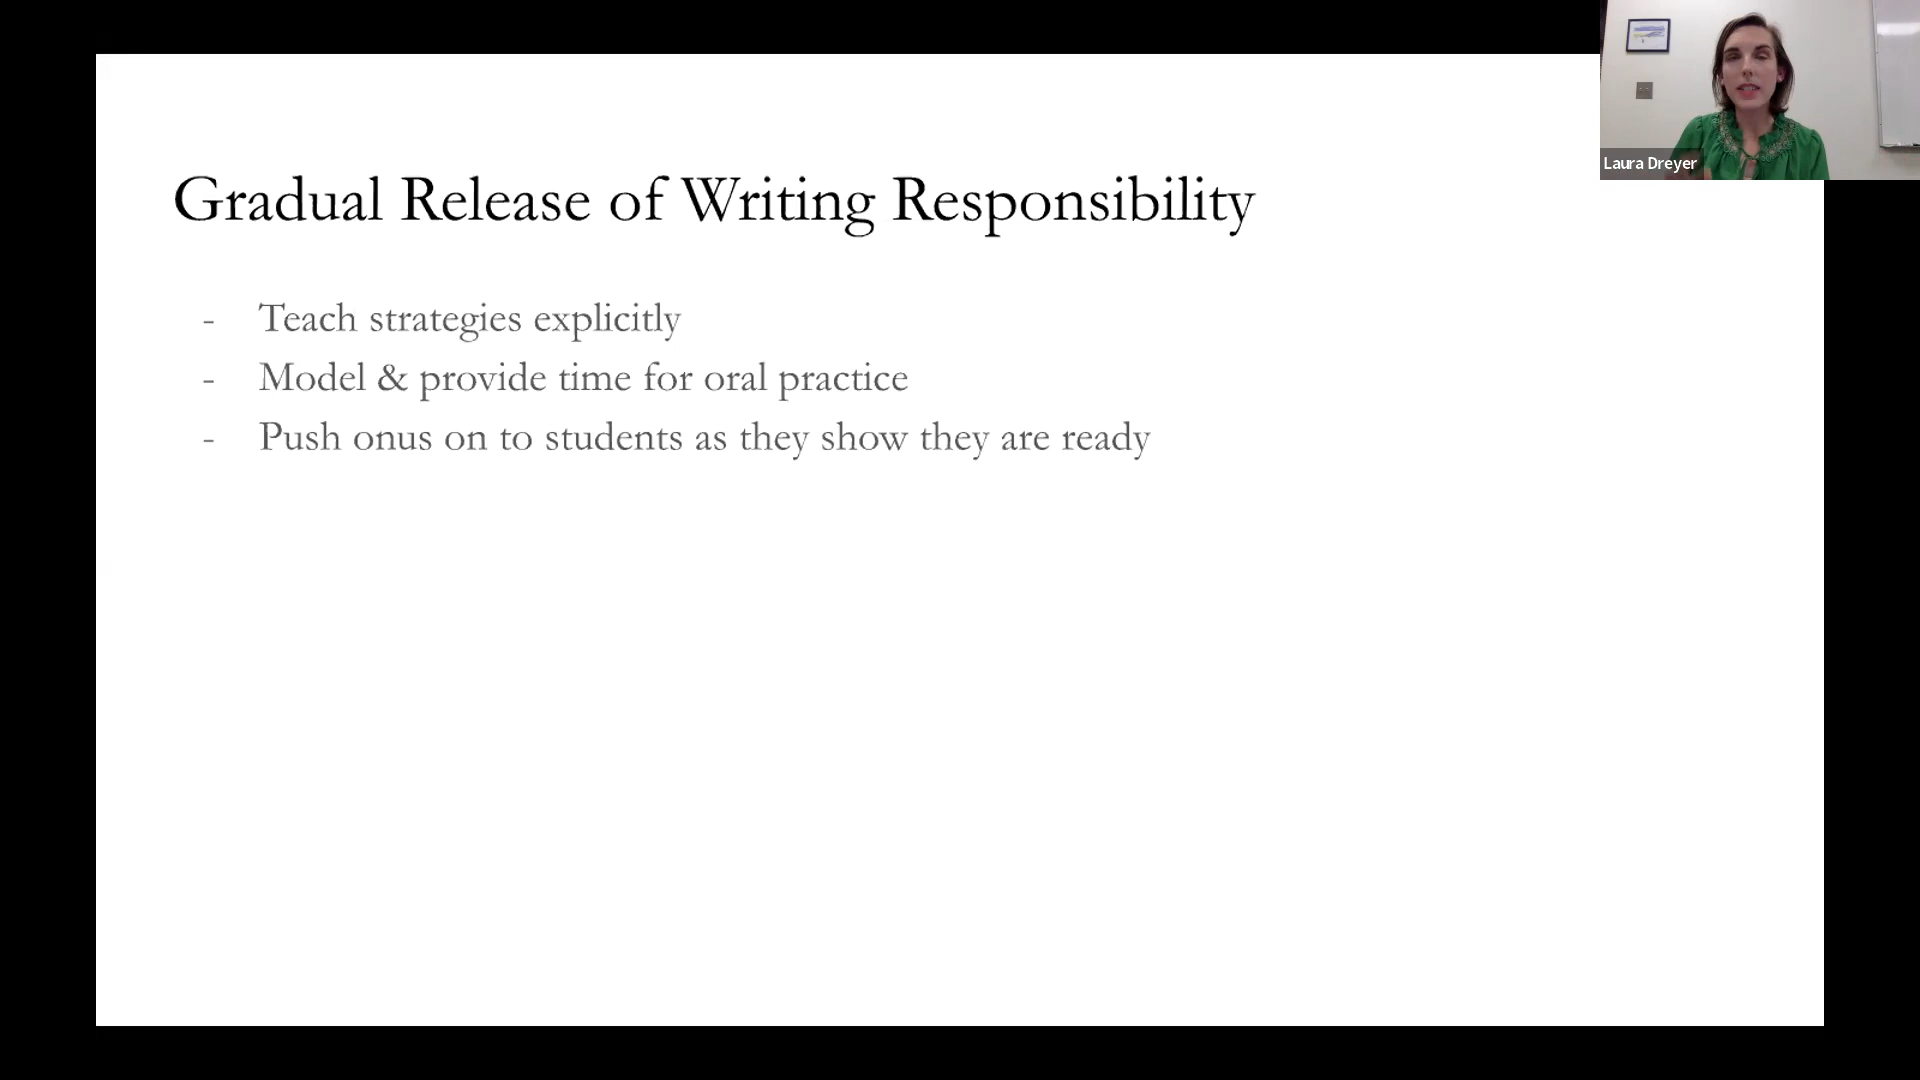 Gradual Release of Writing Responsibility
- Teach strategies explicitly
- Model & provide time for oral practice
- Push onus on to students as they show they are ready
Laura Dreyer